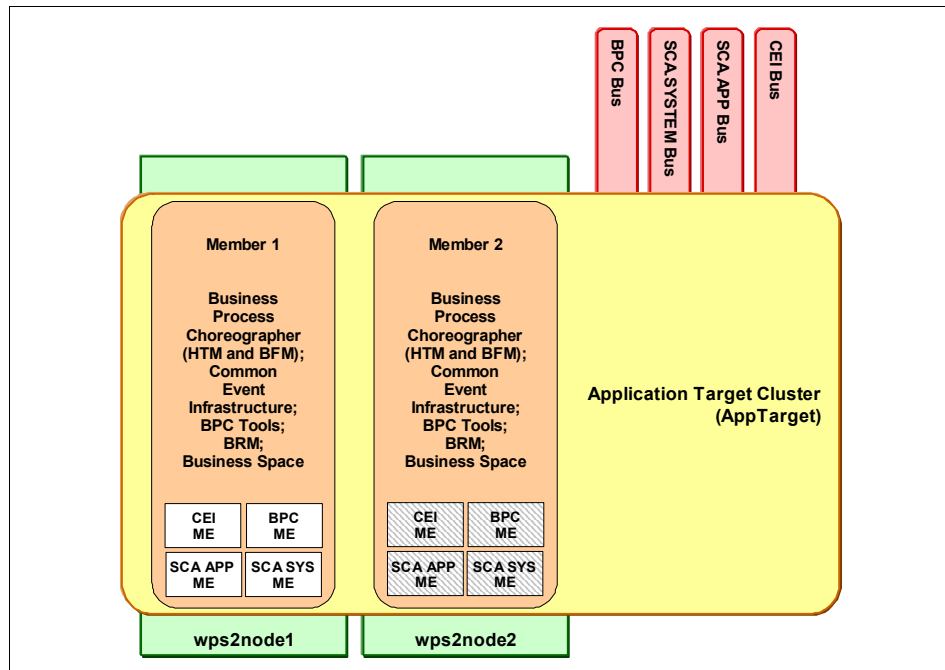 BPC Bus
SCA.SYSTEM Bus
SCA.APP Bus
CEI Bus
Member 1
Business
Process
Choreographer
(HTM and BFM);
Common
Event
Infrastructure;
BPC Tools;
BRM;
Business Space
CEI
ME
BPC
ME
SCA APP
ME
SCA SYS
ME
Member 2
Business
Process
Choreographer
(HTM and BFM);
Common
Event
Infrastructure;
BPC Tools;
BRM;
Business Space
CEI
ME
BPC
ME
SCA APP
ME
SCA SYS
ME
Application Target Cluster
(AppTarget)
wps2node1
wps2node2